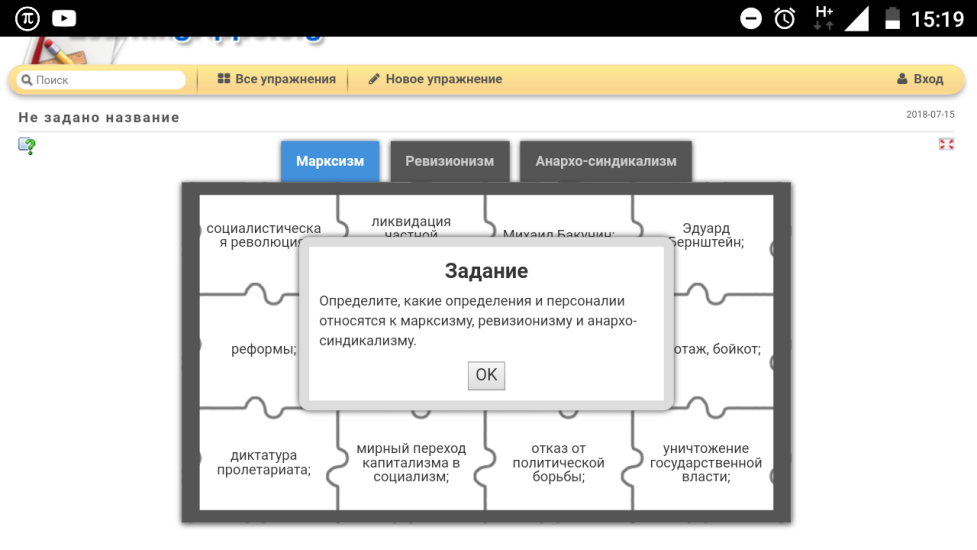 15:19
H+
Поиск
Все упражнения
Новое упражнение
Вход
Не задано название
2018-07-15
Марксизм
Ревизионизм
Анархо-синдикализм
социалистическа
я революция
ликвидация
частной
Михаил Бакунин;
Эдуард
Бернштейн;
Задание
Определите, какие определения и персоналии
относятся к марксизму, ревизионизму и анархо-
синдикализму.
OK
реформы;
отаж, бойкот;
диктатура
пролетариата;
мирный переход
капитализма в
социализм;
отказ от
политической
борьбы;
уничтожение
государственной
власти;